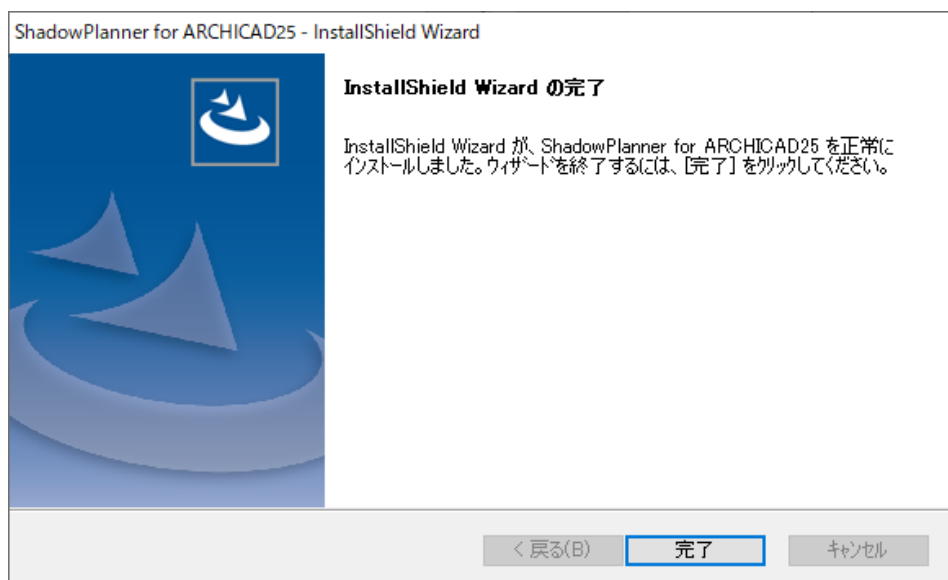 ShadowPlanner for ARCHICAD25 - InstallShield Wizard
InstallShield Wizard の完了
InstallShield Wizard が、ShadowPlanner for ARCHICAD25 を正常に
インストールしました。ウィザードを終了するには、[完了] をクリックしてください。
< 戻る(B)
完了
キャンセル